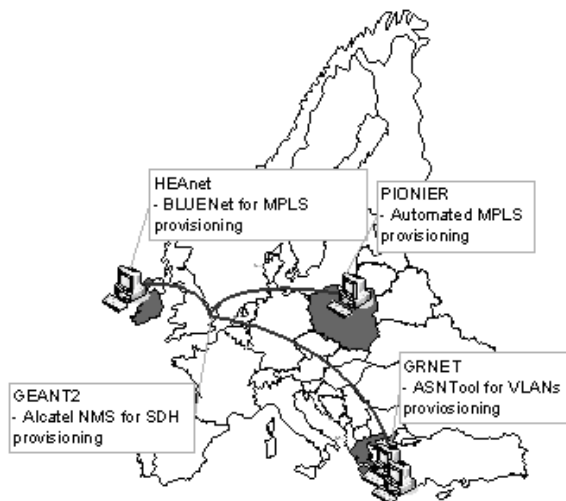 HEAnet
- BLUENet for MPLS
provisioning
PIONIER
- Automated MPLS
provisioning
GEANT2
- Alcatel NMS for SDH
provisioning
GRNET
- ASNTool for VLANs
proviosioning